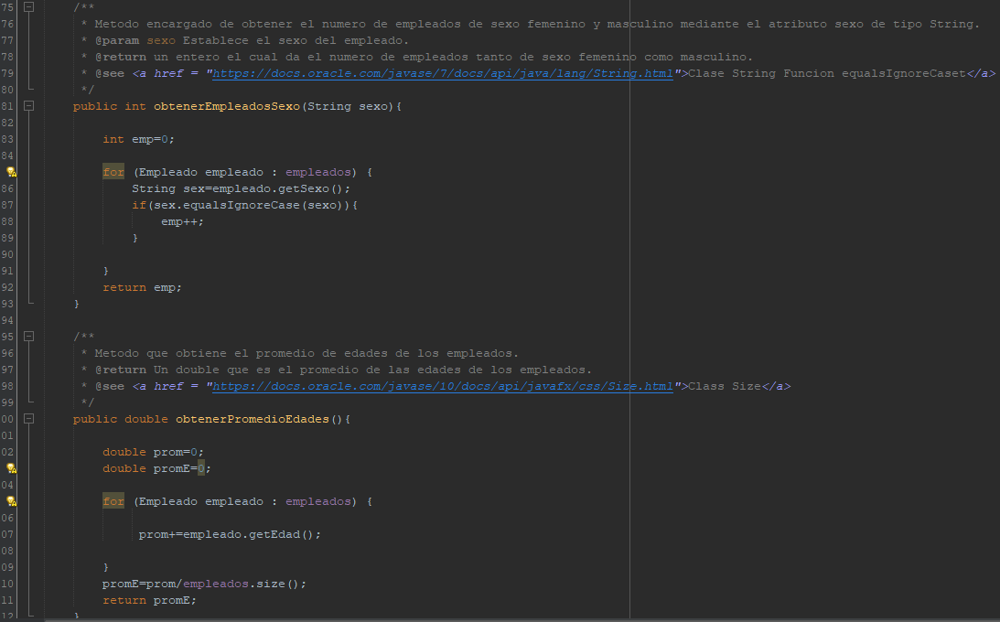 75 /**
76 * Metodo encargado de obtener el numero de empleados de sexo femenino y masculino mediante el atributo sexo de tipo String.
77 * @param sexo Establece el sexo del empleado.
78 * @return un entero el cual da el numero de empleados tanto de sexo femenino como masculino.
79 * @see <a href = "https://docs.oracle.com/javase/7/docs/api/java/lang/String.html">Clase String Funcion equalsIgnoreCaset</a>
80 */
81 public int obtenerEmpleadosSexo(String sexo){
82
83 int emp=0;
84
for (Empleado empleado : empleados) {
86 String sex=empleado.getSexo();
87 if(sex.equalsIgnoreCase(sexo)){
88 emp++;
89 }
90
91 }
92 return emp;
93 }
94
95 /**
96 * Metodo que obtiene el promedio de edades de los empleados.
97 * @return Un double que es el promedio de las edades de los empleados.
98 * @see <a href = "https://docs.oracle.com/javase/10/docs/api/javafx/css/Size.html">Class Size</a>
99 */
00 public double obtenerPromedioEdades(){
01
02 double prom=0;
double promE=0;
04
for (Empleado empleado : empleados) {
06
07 prom+=empleado.getEdad();
08
09 }
10 promE=prom/empleados.size();
11 return promE;
12 }